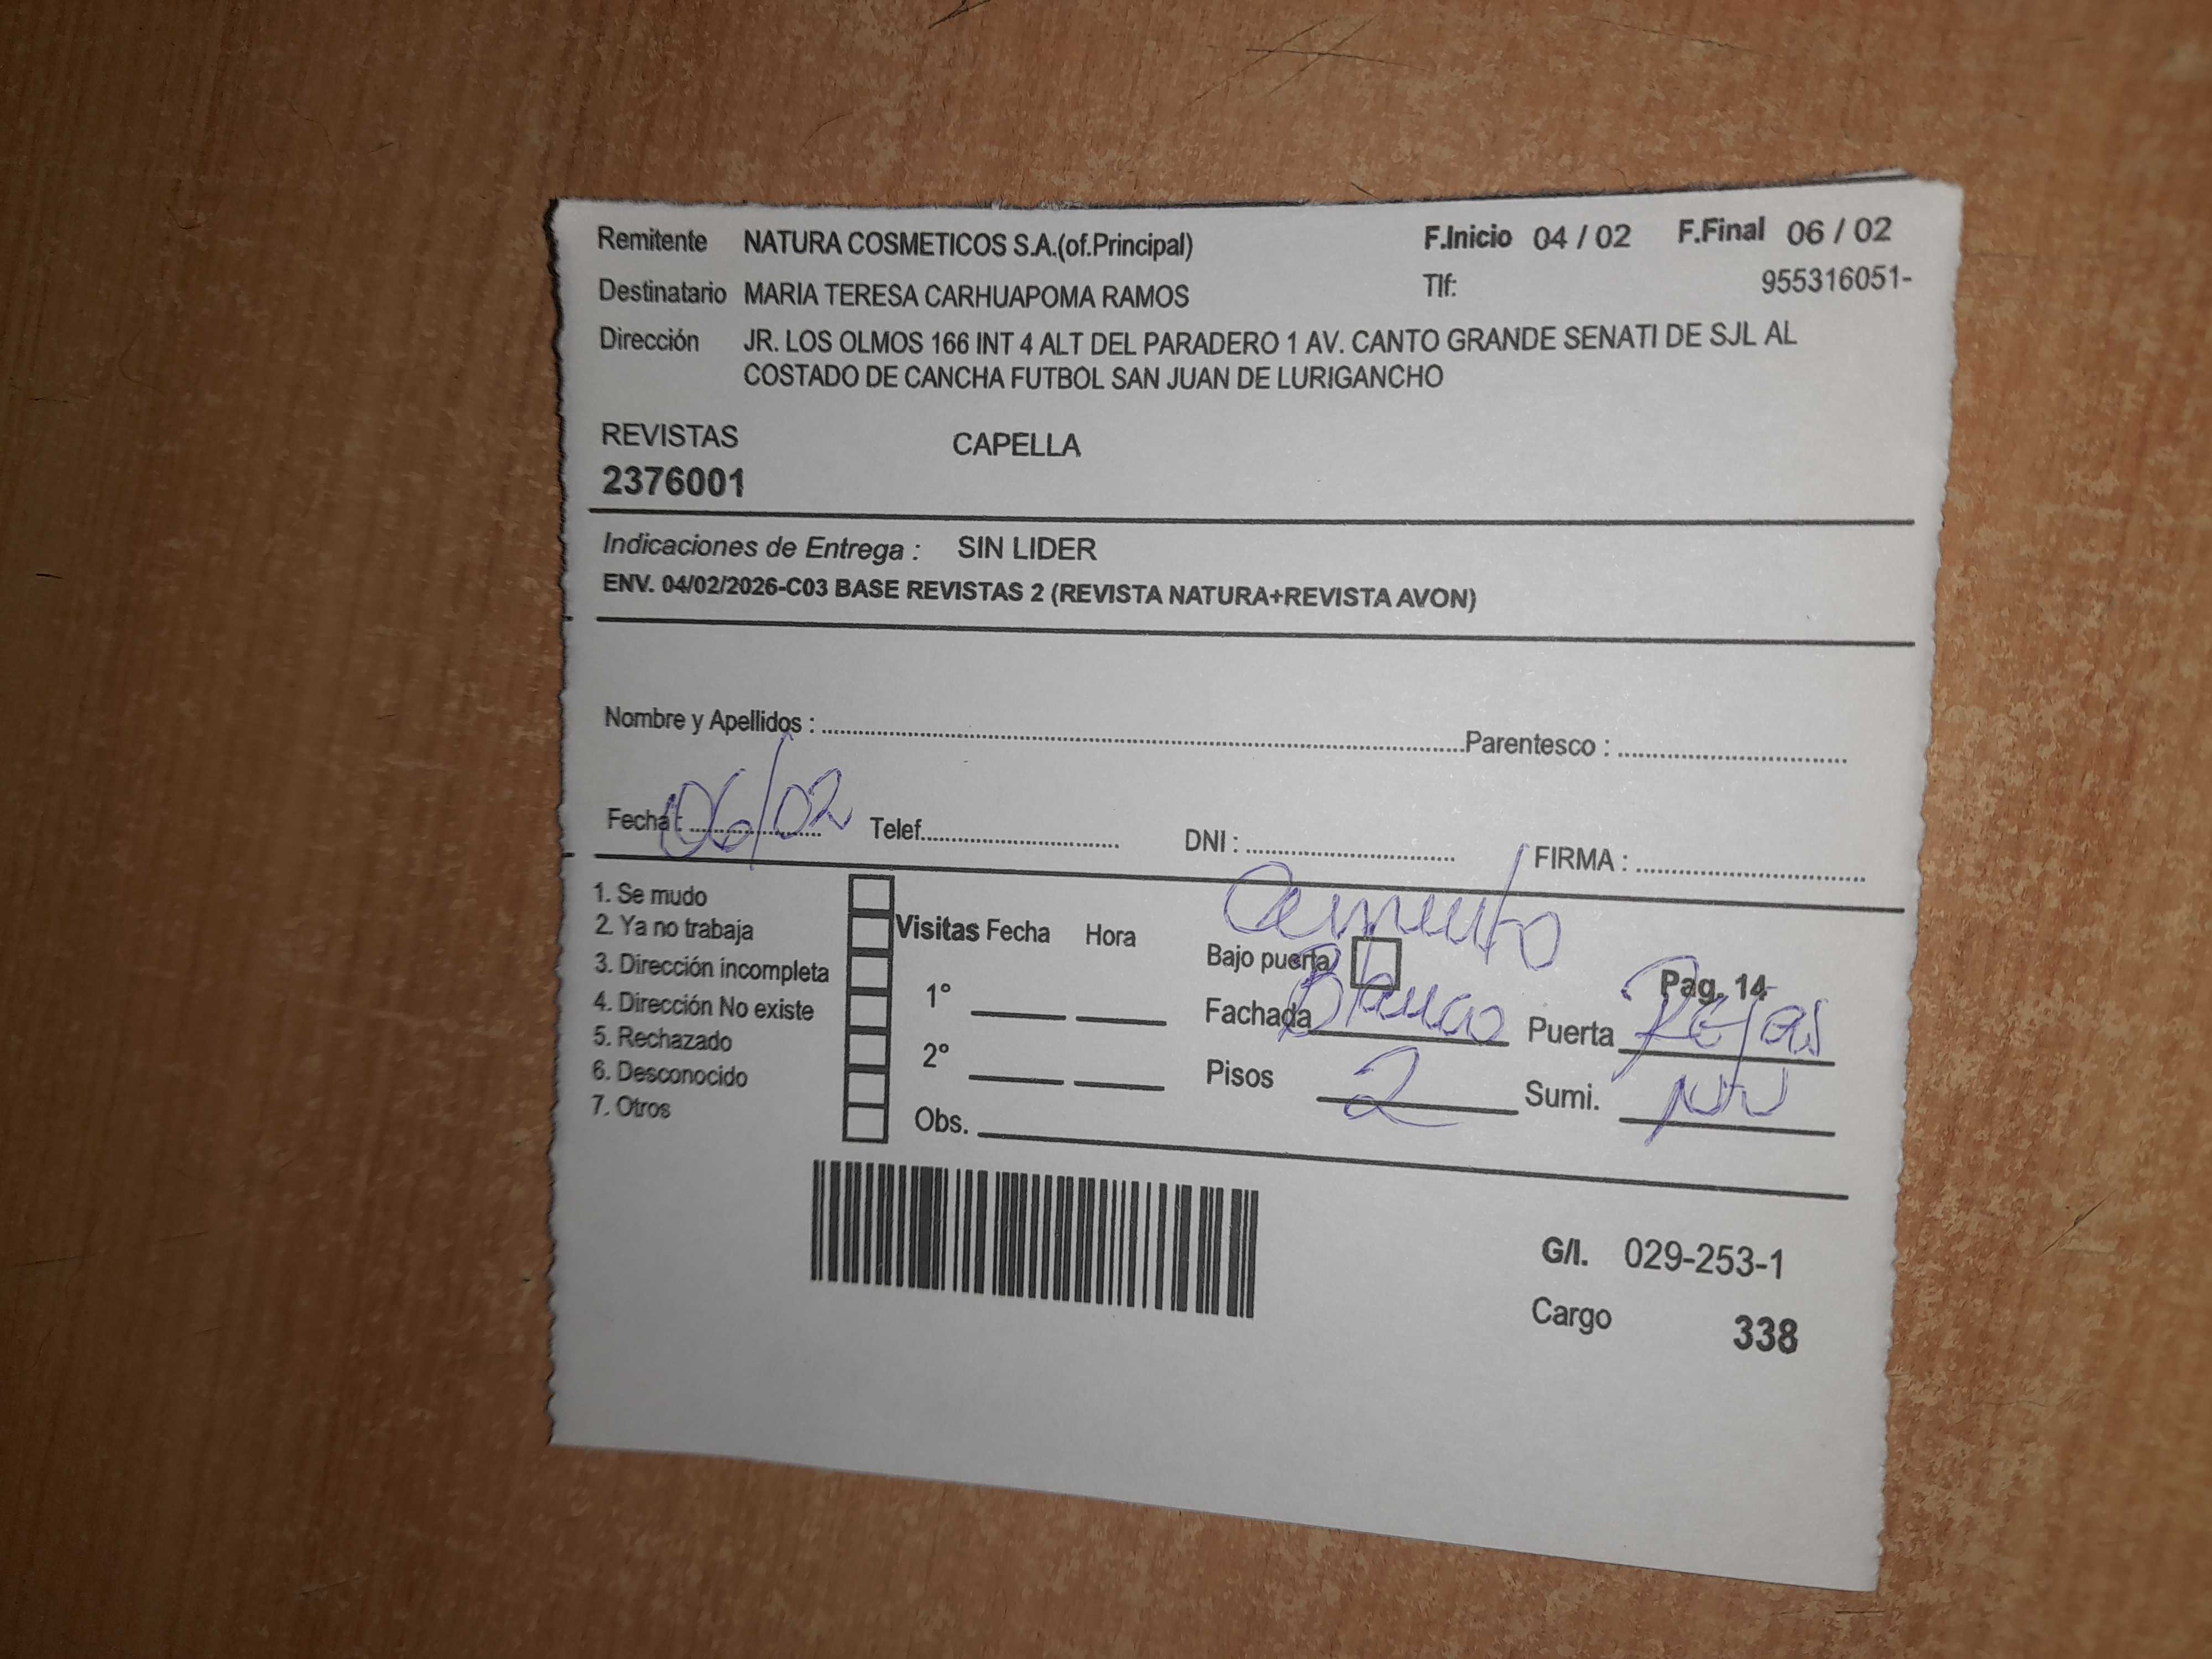 Remitente NATURA COSMETICOS S.A.(of.Principal) F.Inicio 04 / 02 F.Final 06 / 02
Destinatario MARIA TERESA CARHUAPOMA RAMOS Tlf: 955316051-
Dirección JR. LOS OLMOS 166 INT 4 ALT DEL PARADERO 1 AV. CANTO GRANDE SENATI DE SJL AL
COSTADO DE CANCHA FUTBOL SAN JUAN DE LURIGANCHO
REVISTAS CAPELLA
2376001
Indicaciones de Entrega : SIN LIDER
ENV. 04/02/2026-C03 BASE REVISTAS 2 (REVISTA NATURA+REVISTA AVON)
Nombre y Apellidos : Parentesco :
Fecha : 06/02 Telef. DNI : FIRMA :
1. Se mudo
2. Ya no trabaja
3. Dirección incompleta
4. Dirección No existe
5. Rechazado
6. Desconocido
7. Otros
Visitas Fecha Hora
1°
2°
Obs.
Cemento
Bajo puerta Pag. 14
Fachada Blanco Puerta Rejas
Pisos 2 Sumi.
G/I. 029-253-1
Cargo 338